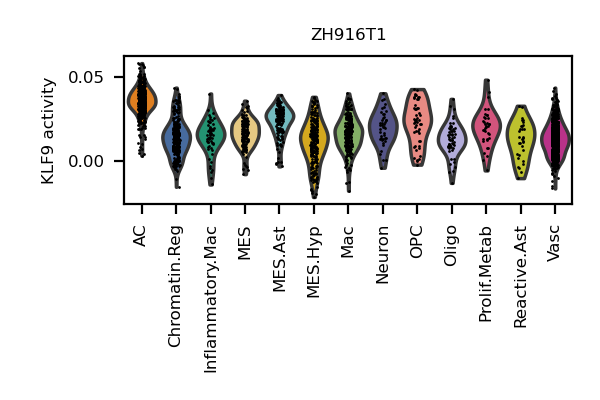 ZH916T1
KLF9 activity
0.05
0.00
AC
Chromatin.Reg
Inflammatory.Mac
MES
MES.Ast
MES.Hyp
Mac
Neuron
OPC
Oligo
Prolif.Metab
Reactive.Ast
Vasc